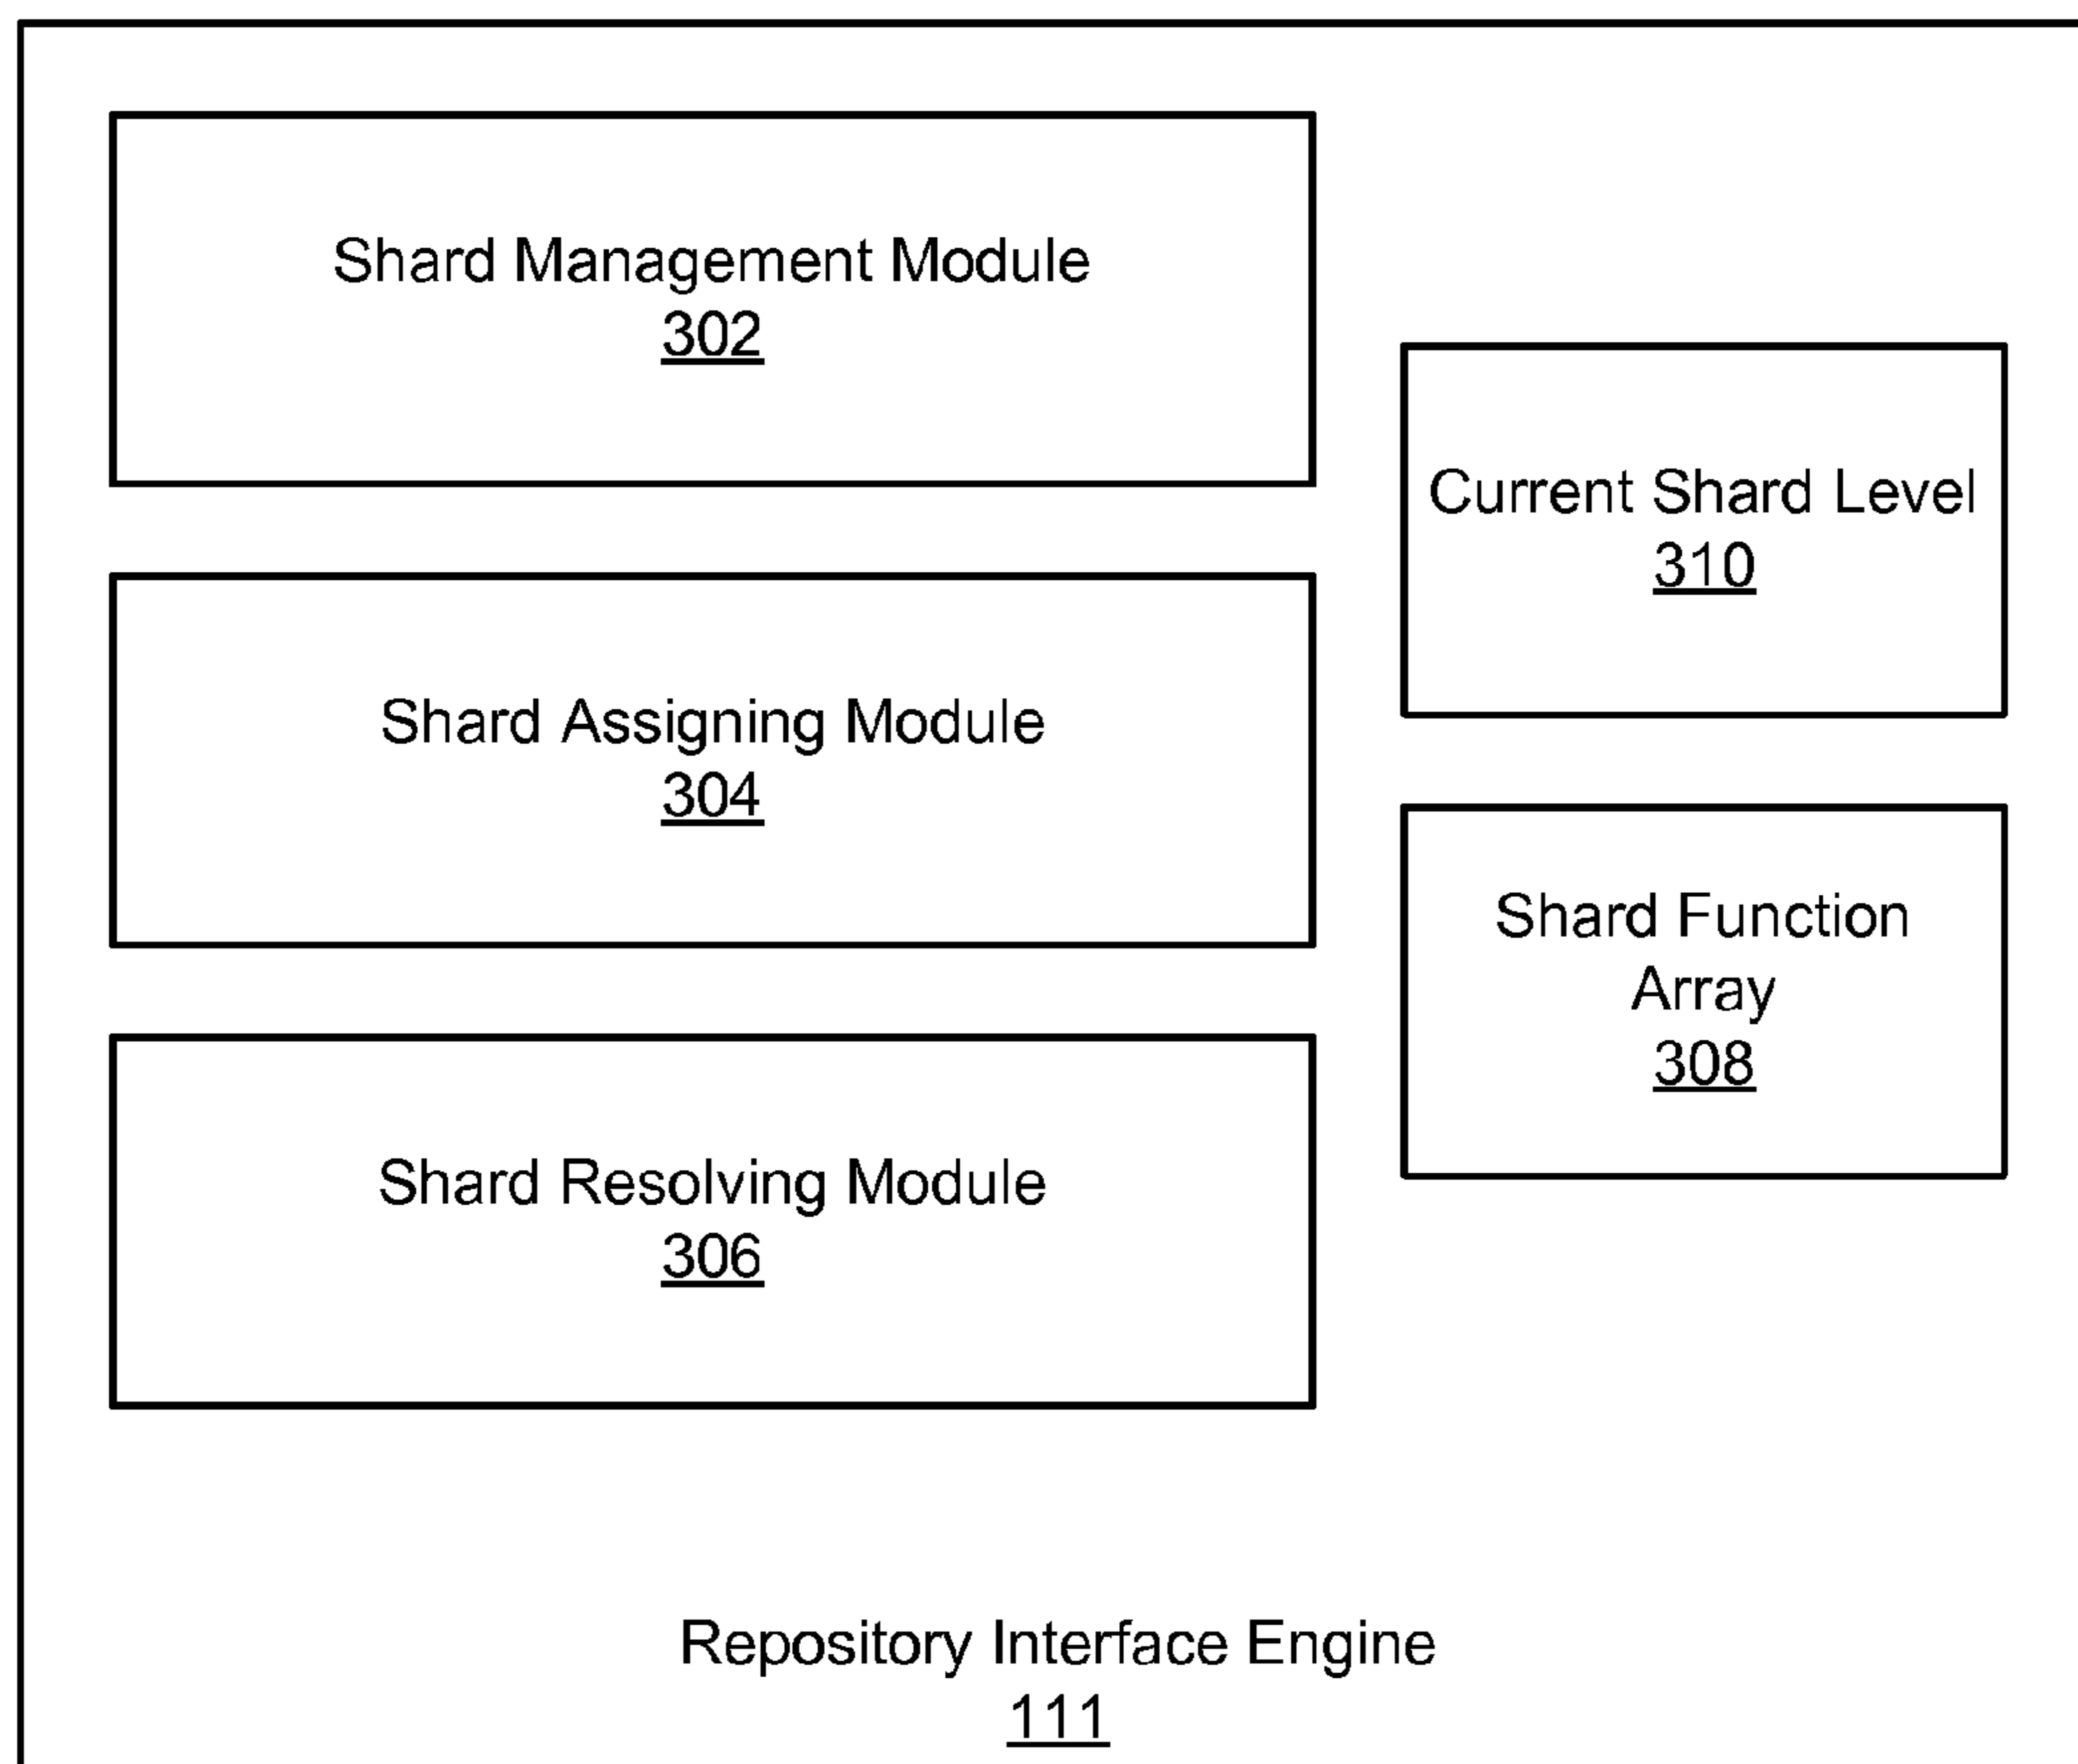 Shard Management Module
302
Shard Assigning Module
304
Shard Resolving Module
306
Current Shard Level
310
Shard Function
Array
308
Repository Interface Engine
111